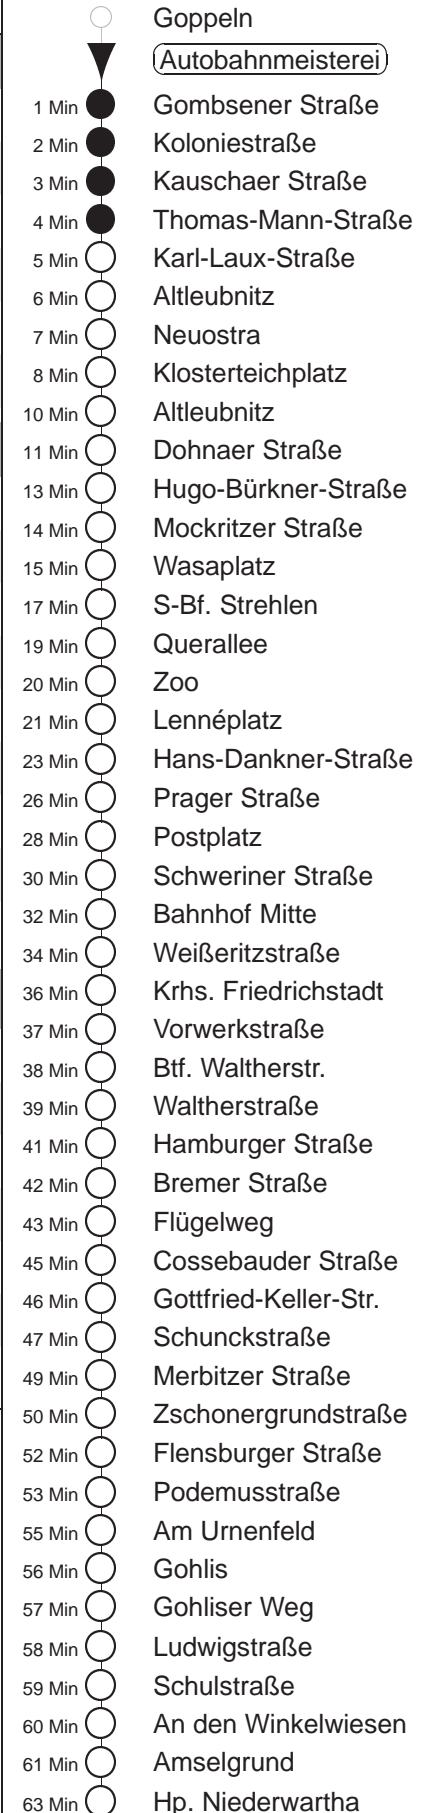 Goppeln
Autobahnmeisterei
1 Min Gombsener Straße
2 Min Koloniestraße
3 Min Kauschaer Straße
4 Min Thomas-Mann-Straße
5 Min Karl-Laux-Straße
6 Min Altleubnitz
7 Min Neuostra
8 Min Klosterteichplatz
10 Min Altleubnitz
11 Min Dohnaer Straße
13 Min Hugo-Bürkner-Straße
14 Min Mockritzer Straße
15 Min Wasaplatz
17 Min S-Bf. Strehlen
19 Min Querallee
20 Min Zoo
21 Min Lennéplatz
23 Min Hans-Dankner-Straße
26 Min Prager Straße
28 Min Postplatz
30 Min Schweriner Straße
32 Min Bahnhof Mitte
34 Min Weißeritzstraße
36 Min Krhs. Friedrichstadt
37 Min Vorwerkstraße
38 Min Btf. Waltherstr.
39 Min Waltherstraße
41 Min Hamburger Straße
42 Min Bremer Straße
43 Min Flügelweg
45 Min Cossebauder Straße
46 Min Gottfried-Keller-Str.
47 Min Schunckstraße
49 Min Merbitzer Straße
50 Min Zschonergrundstraße
52 Min Flensburger Straße
53 Min Podemusstraße
55 Min Am Urnenfeld
56 Min Gohlis
57 Min Gohliser Weg
58 Min Ludwigstraße
59 Min Schulstraße
60 Min An den Winkelwiesen
61 Min Amselgrund
63 Min Hp. Niederwartha